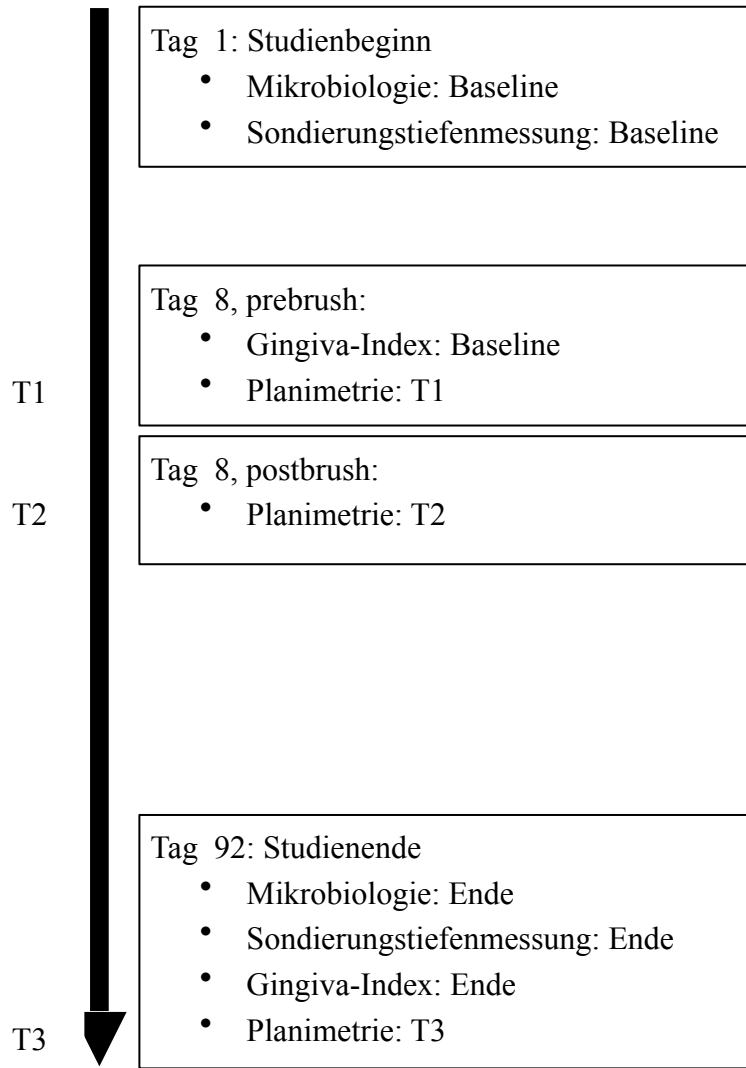 Tag 1: Studienbeginn
• Mikrobiologie: Baseline
• Sondierungstiefenmessung: Baseline
Tag 8, prebrush:
• Gingiva-Index: Baseline
T1 • Planimetrie: T1
Tag 8, postbrush:
T2 • Planimetrie: T2
Tag 92: Studienende
• Mikrobiologie: Ende
• Sondierungstiefenmessung: Ende
• Gingiva-Index: Ende
T3 • Planimetrie: T3